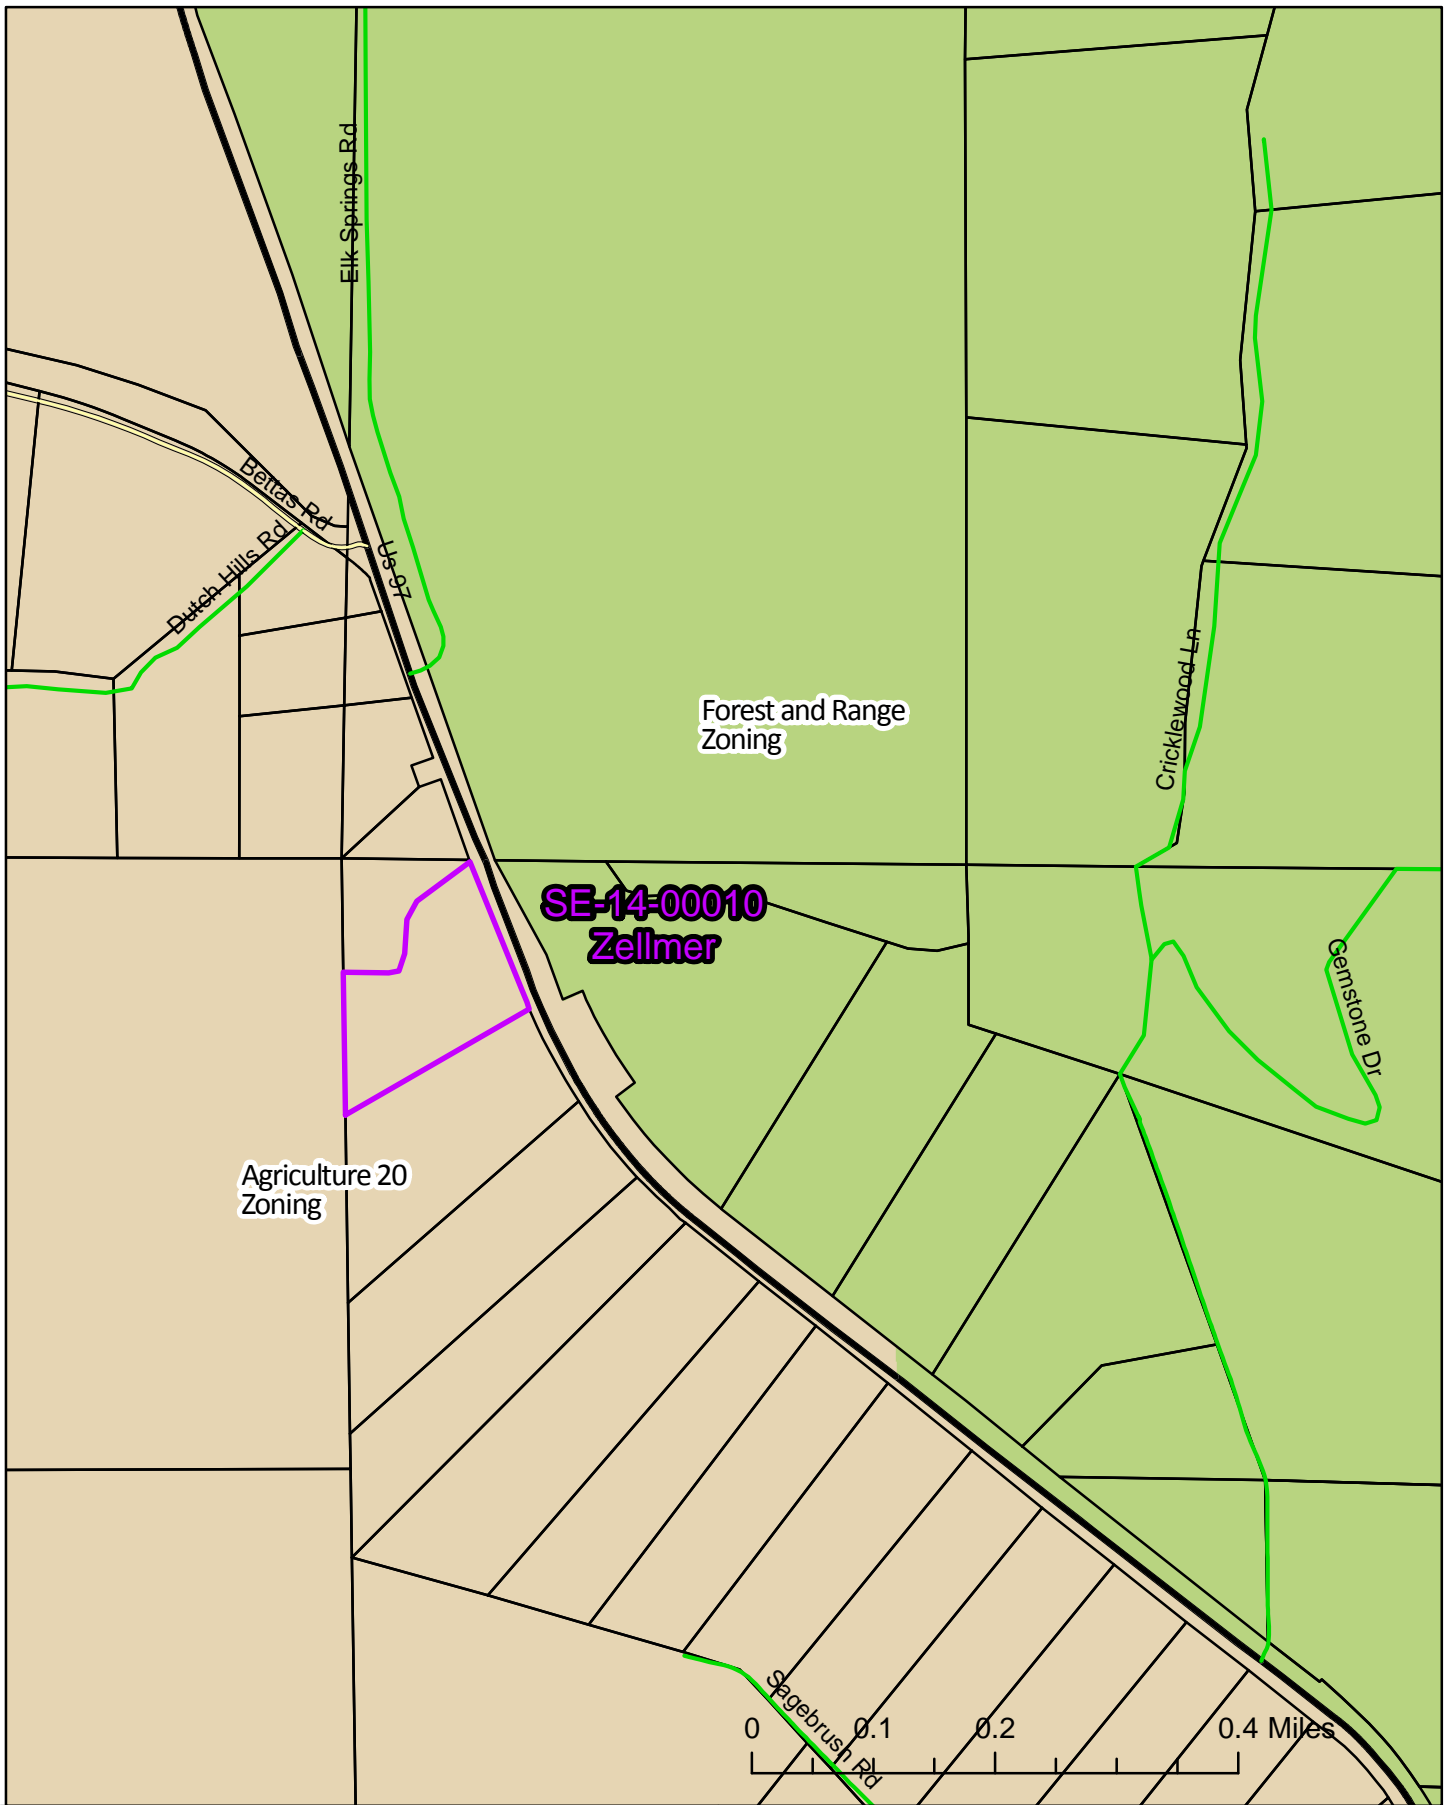 Elk Springs Rd
Bettas Rd
Us 97
Dutch Hills Rd
Cricklewood Ln
Forest and Range
Zoning
SE-14-00010
Zellmer
Gemstone Dr
Agriculture 20
Zoning
Sagebrush Rd
0 0.1 0.2 0.4 Miles